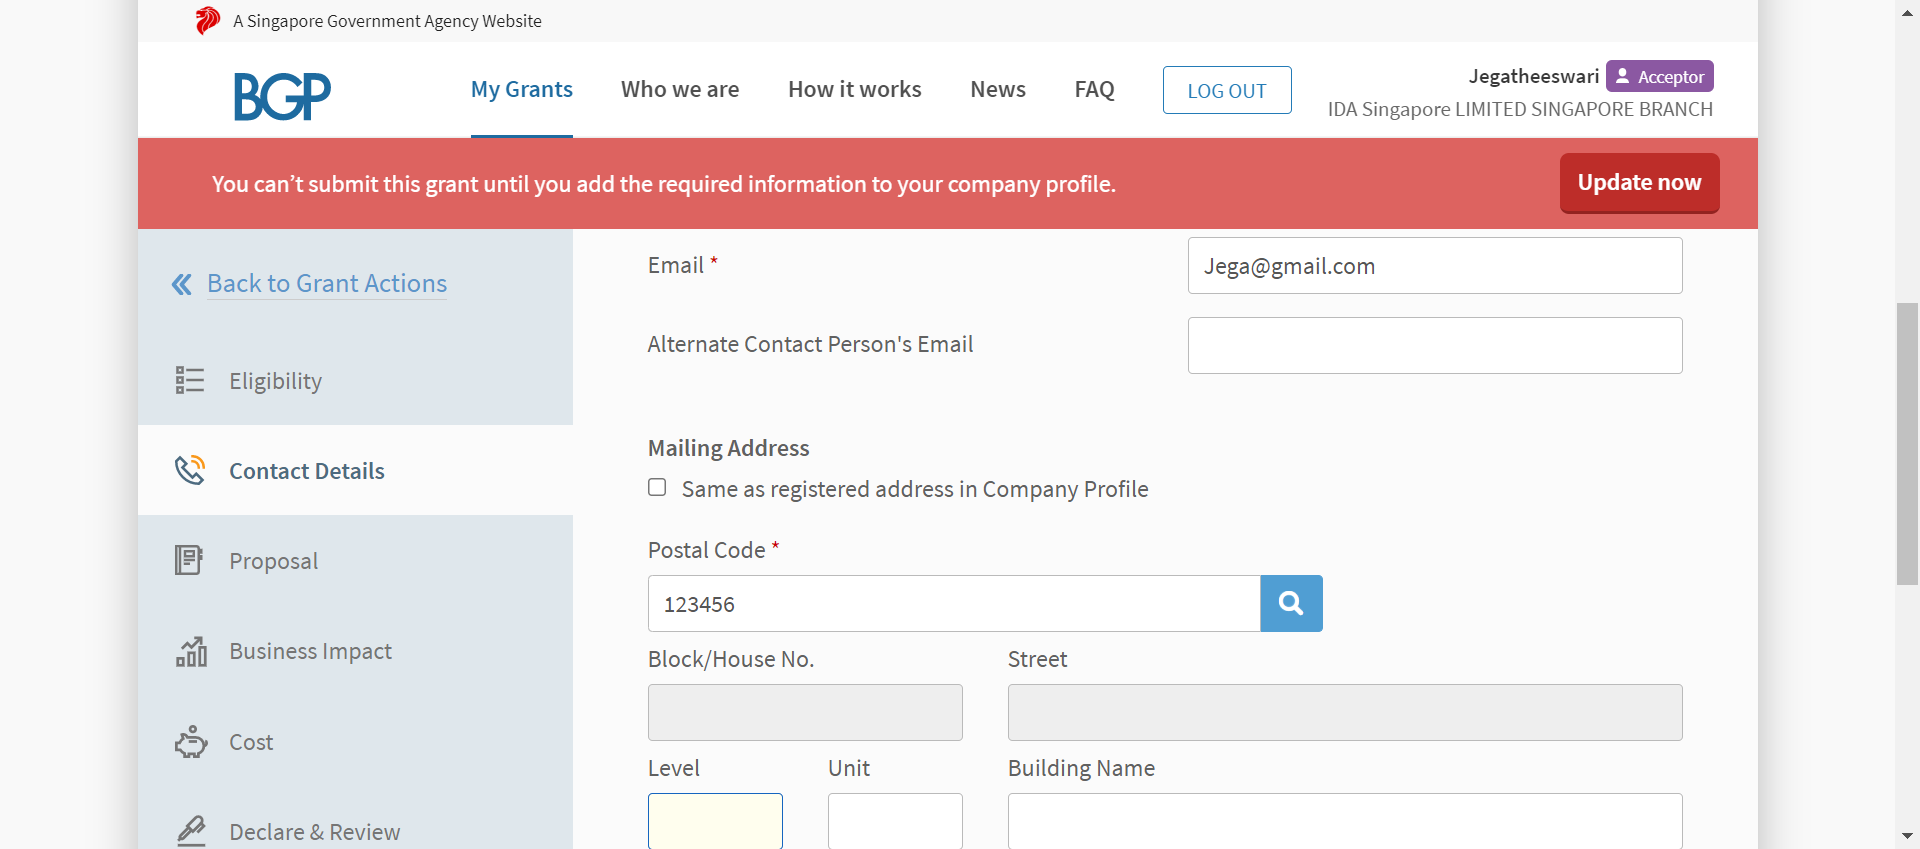 A Singapore Government Agency Website
BGP
My Grants
Who we are
How it works
News
FAQ
LOG OUT
Jegatheeswari
Acceptor
IDA Singapore LIMITED SINGAPORE BRANCH
You can’t submit this grant until you add the required information to your company profile.
Update now
Back to Grant Actions
Eligibility
Contact Details
Proposal
Business Impact
Cost
Declare & Review
Email *
Jega@gmail.com
Alternate Contact Person's Email
Mailing Address
Same as registered address in Company Profile
Postal Code *
123456
Block/House No.
Street
Level
Unit
Building Name